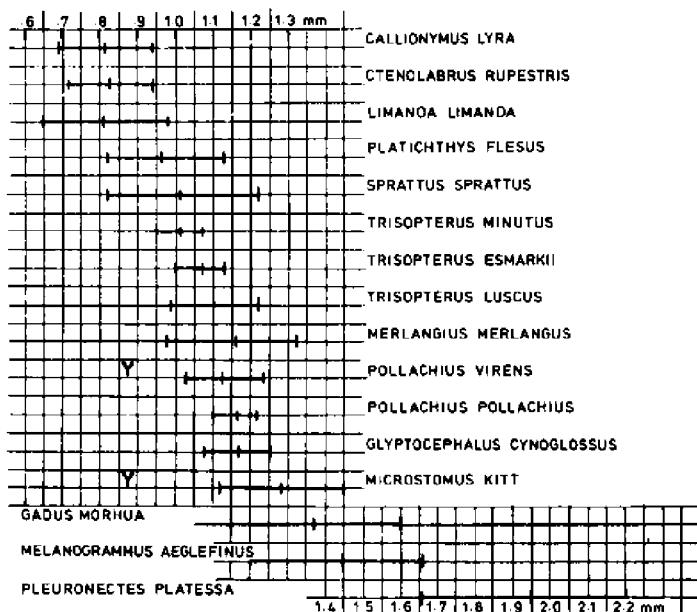 .6 .7 .8 .9 1.0 1.1 1.2 1.3 mm
CALLIONYMUS LYRA
CTENOLABRUS RUPESTRIS
LIMANDA LIMANDA
PLATICHTHYS FLESUS
SPRATTUS SPRATTUS
TRISOPTERUS MINUTUS
TRISOPTERUS ESMARKII
TRISOPTERUS LUSCUS
MERLANGIUS MERLANGUS
Y POLLACHIUS VIRENS
POLLACHIUS POLLACHIUS
GLYPTOCEPHALUS CYNOGLOSSUS
Y MICROSTOMUS KITT
GADUS MORHUA
MELANOGRAMMUS AEGLEFINUS
PLEURONECTES PLATESSA
1.4 1.5 1.6 1.7 1.8 1.9 2.0 2.1 2.2 mm